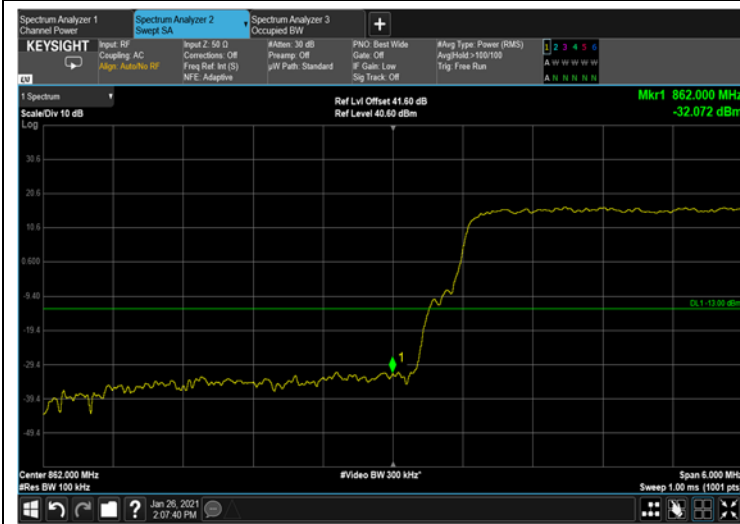 Spectrum Analyzer 1
Channel Power
Spectrum Analyzer 2
Swept SA
Spectrum Analyzer 3
Occupied BW
KEYSIGHT
Input: RF
Coupling: AC
Align: Auto/No RF
Input Z: 50 Ω
Corrections: Off
Freq Ref: Int (S)
NFE: Adaptive
#Atten: 30 dB
Preamp: Off
µW Path: Standard
PNO: Best Wide
Gate: Off
IF Gain: Low
Sig Track: Off
#Avg Type: Power (RMS)
Avg|Hold:>100/100
Trig: Free Run
1 2 3 4 5 6
A W W W W W
A N N N N N
1 Spectrum
Scale/Div 10 dB
Log
Ref Lvl Offset 41.60 dB
Ref Level 40.60 dBm
Mkr1 862.000 MHz
-32.072 dBm
30.6
20.6
10.6
0.600
-9.40
DL1 -13.00 dBm
-19.4
-29.4
1
-39.4
-49.4
Center 862.000 MHz
#Res BW 100 kHz
#Video BW 300 kHz*
Span 6.000 MHz
Sweep 1.00 ms (1001 pts
Jan 26, 2021
2:07:40 PM